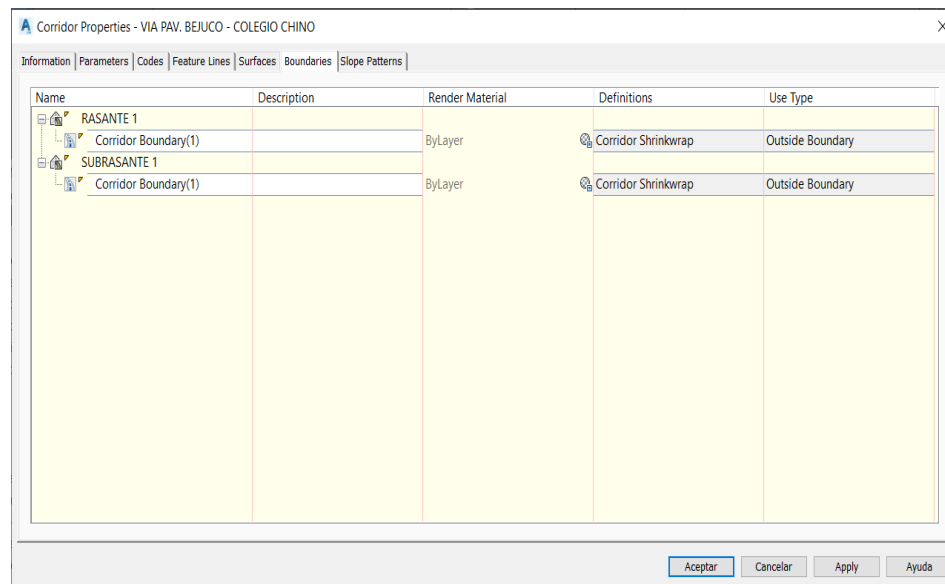 Corridor Properties - VIA PAV. BEJUCO - COLEGIO CHINO
Information Parameters Codes Feature Lines Surfaces Boundaries Slope Patterns
Name Description Render Material Definitions Use Type
RASANTE 1
Corridor Boundary(1) ByLayer Corridor Shrinkwrap Outside Boundary
SUBRASANTE 1
Corridor Boundary(1) ByLayer Corridor Shrinkwrap Outside Boundary
Aceptar Cancelar Apply Ayuda